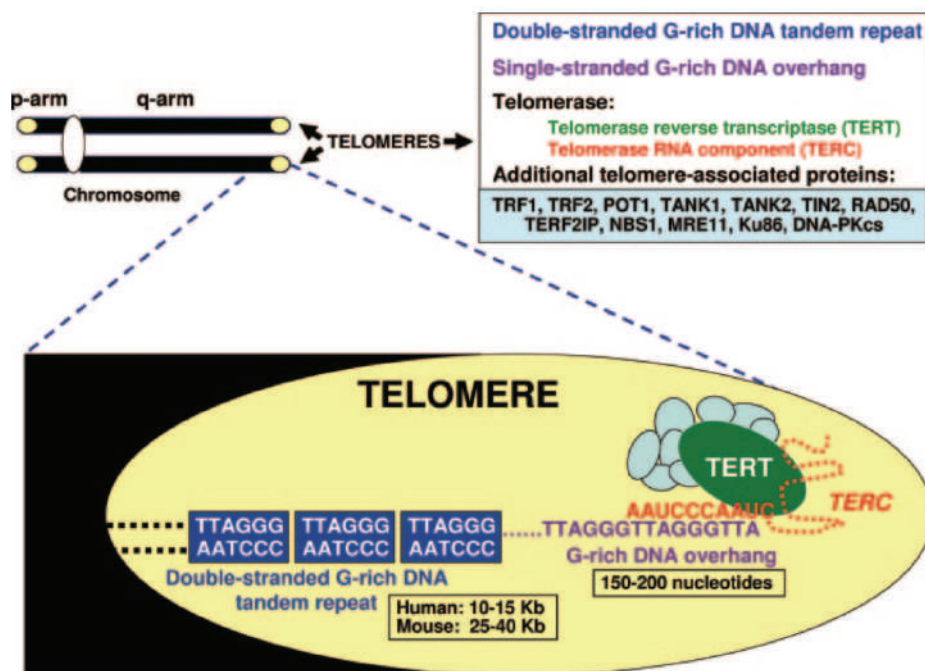 p-arm
q-arm
Chromosome
TELOMERES
Double-stranded G-rich DNA tandem repeat
Single-stranded G-rich DNA overhang
Telomerase:
Telomerase reverse transcriptase (TERT)
Telomerase RNA component (TERC)
Additional telomere-associated proteins:
TRF1, TRF2, POT1, TANK1, TANK2, TIN2, RAD50,
TERF2IP, NBS1, MRE11, Ku86, DNA-PKcs
TELOMERE
TERT
TERC
AAUCCCAAUC
TTAGGG TTAGGG TTAGGG ......TTAGGGTTAGGGTTA
AATCCC AATCCC AATCCC
G-rich DNA overhang
150-200 nucleotides
Double-stranded G-rich DNA
tandem repeat
Human: 10-15 Kb
Mouse: 25-40 Kb